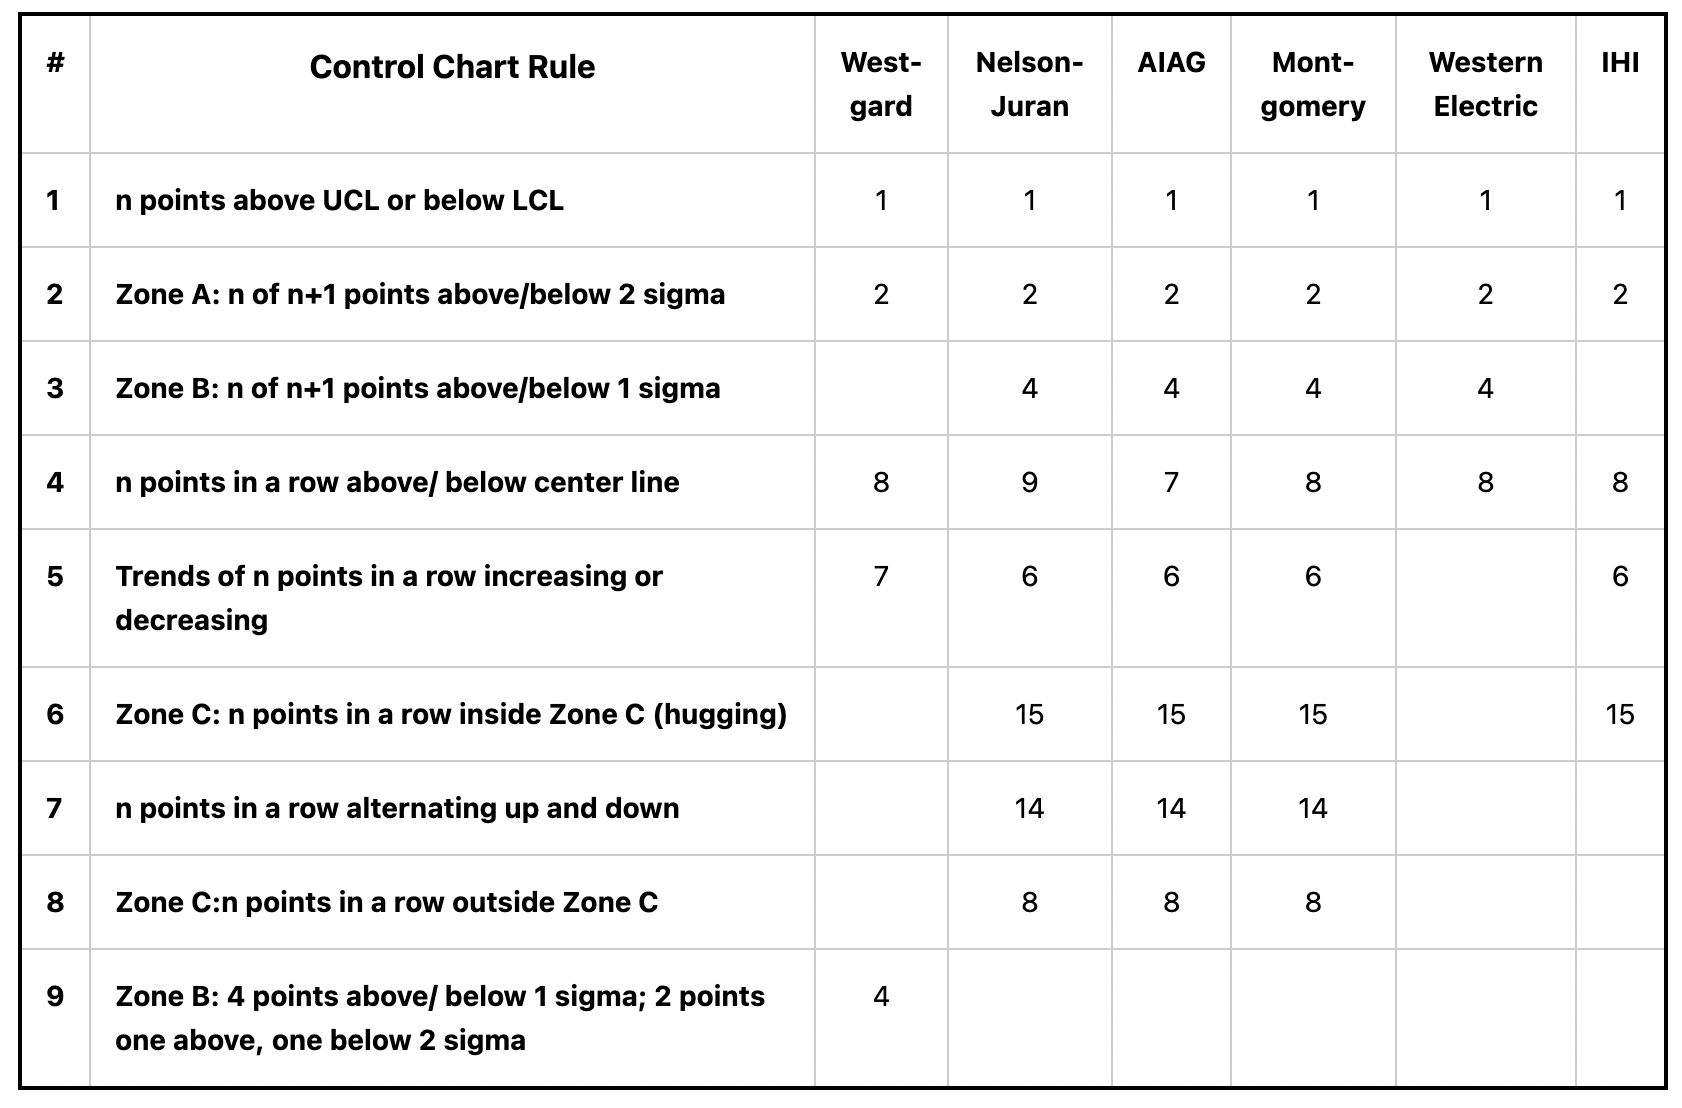 # Control Chart Rule West-gard Nelson-Juran AIAG Mont-gomery Western Electric IHI
1 n points above UCL or below LCL 1 1 1 1 1 1
2 Zone A: n of n+1 points above/below 2 sigma 2 2 2 2 2 2
3 Zone B: n of n+1 points above/below 1 sigma 4 4 4 4
4 n points in a row above/ below center line 8 9 7 8 8 8
5 Trends of n points in a row increasing or 7 6 6 6 6
decreasing
6 Zone C: n points in a row inside Zone C (hugging) 15 15 15 15
7 n points in a row alternating up and down 14 14 14
8 Zone C:n points in a row outside Zone C 8 8 8
9 Zone B: 4 points above/ below 1 sigma; 2 points 4
one above, one below 2 sigma